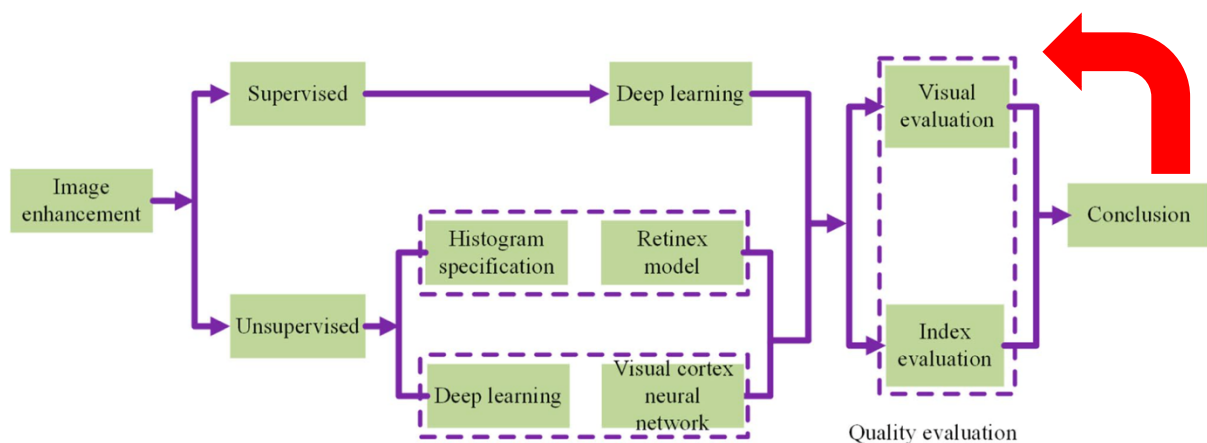 Image
enhancement
Supervised
Deep learning
Unsupervised
Histogram
specification
Retinex
model
Deep learning
Visual cortex
neural
network
Visual
evaluation
Index
evaluation
Quality evaluation
Conclusion